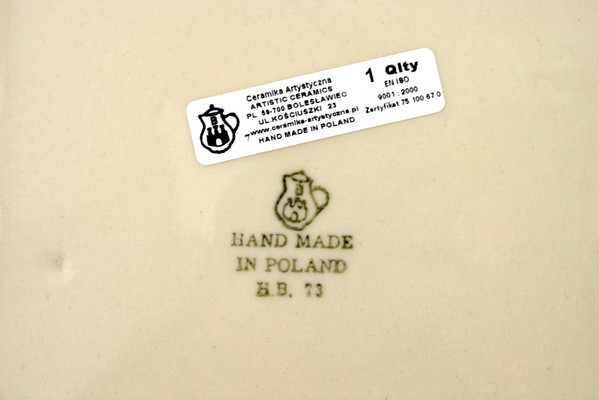 Ceramika Artystyczna
ARTISTIC CERAMICS
PL 59-700 BOLESŁAWIEC
UL.KOŚCIUSZKI 23
7 www.ceramika-artystyczna.pl
HAND MADE IN POLAND
1 Qlty
EN ISO
9001 : 2000
Zertyfikat 75 100 67 0
B
B
HAND MADE
IN POLAND
H.B. 73